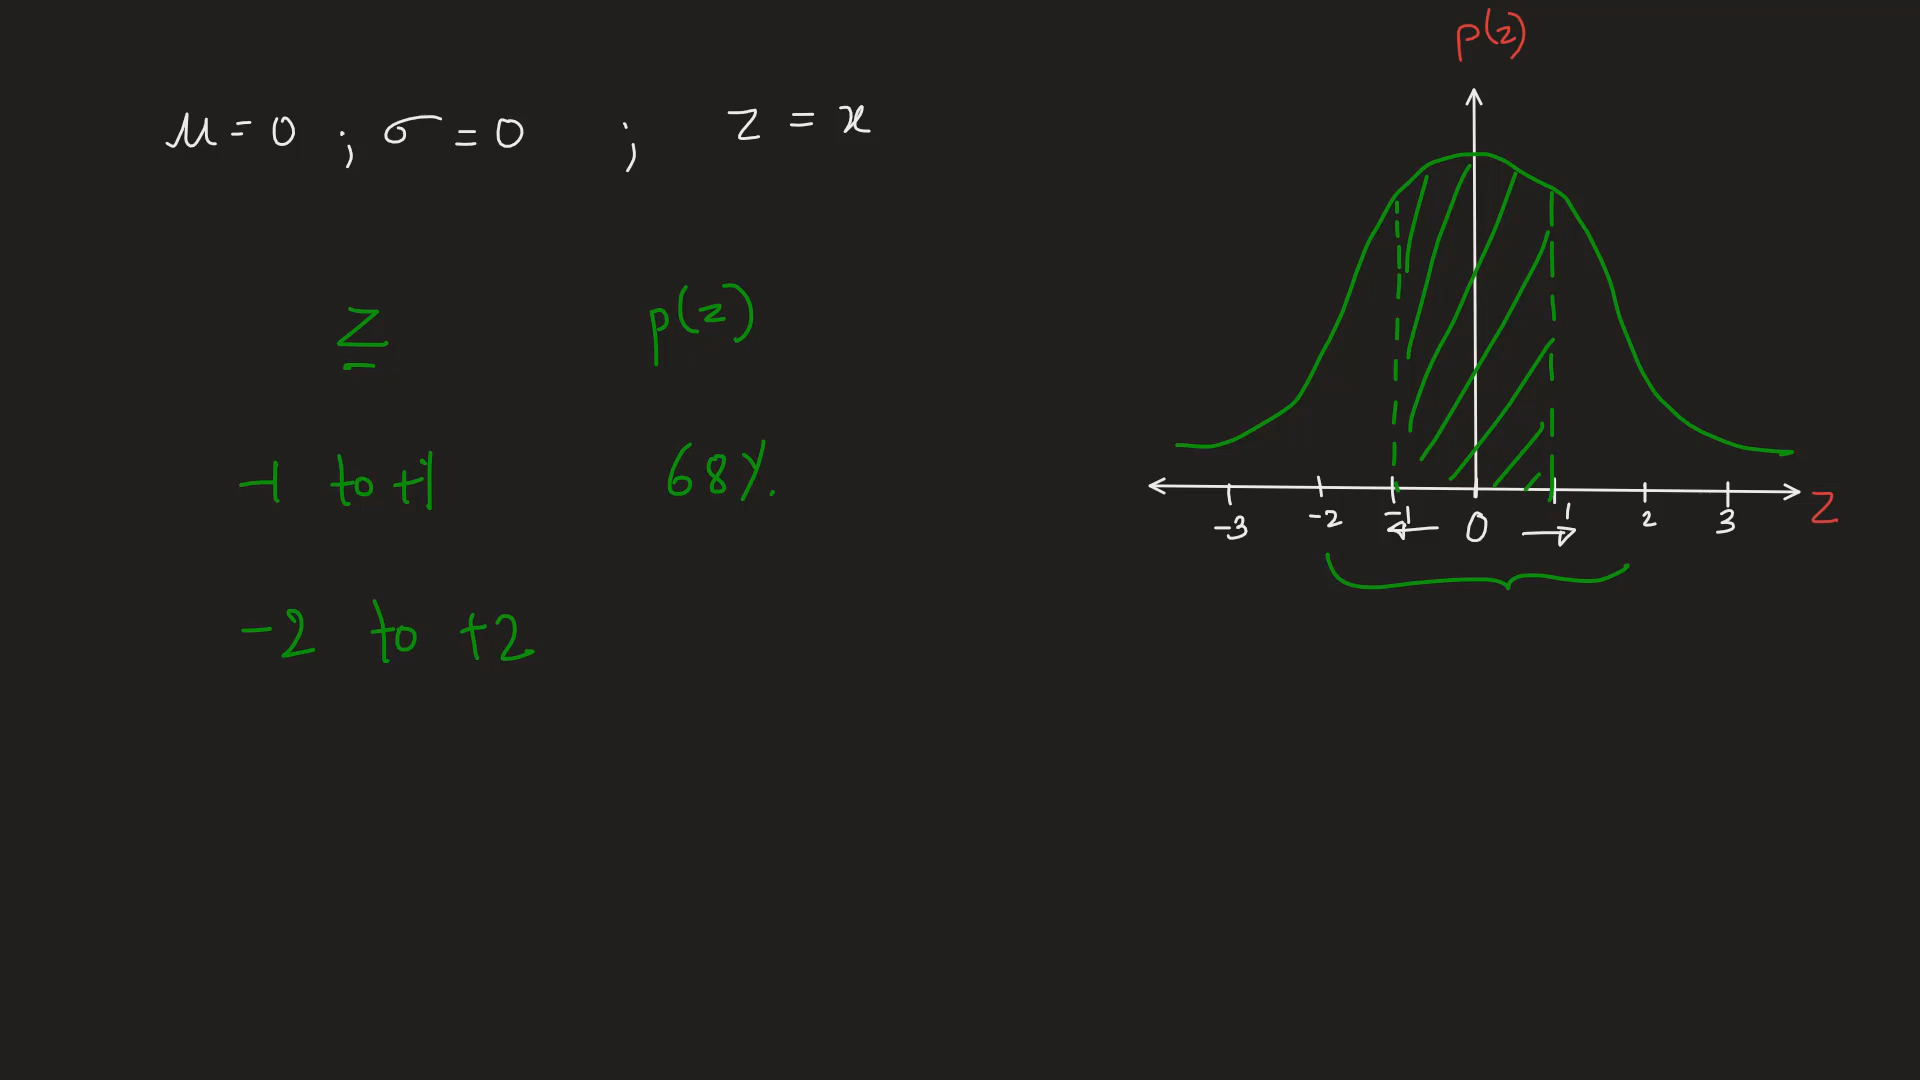 p(z)
μ = 0 ; σ = 0 ; z = x
z p(z)
-1 to +1 68%.
-3 -2 -1 0 1 2 3 z
-2 to +2